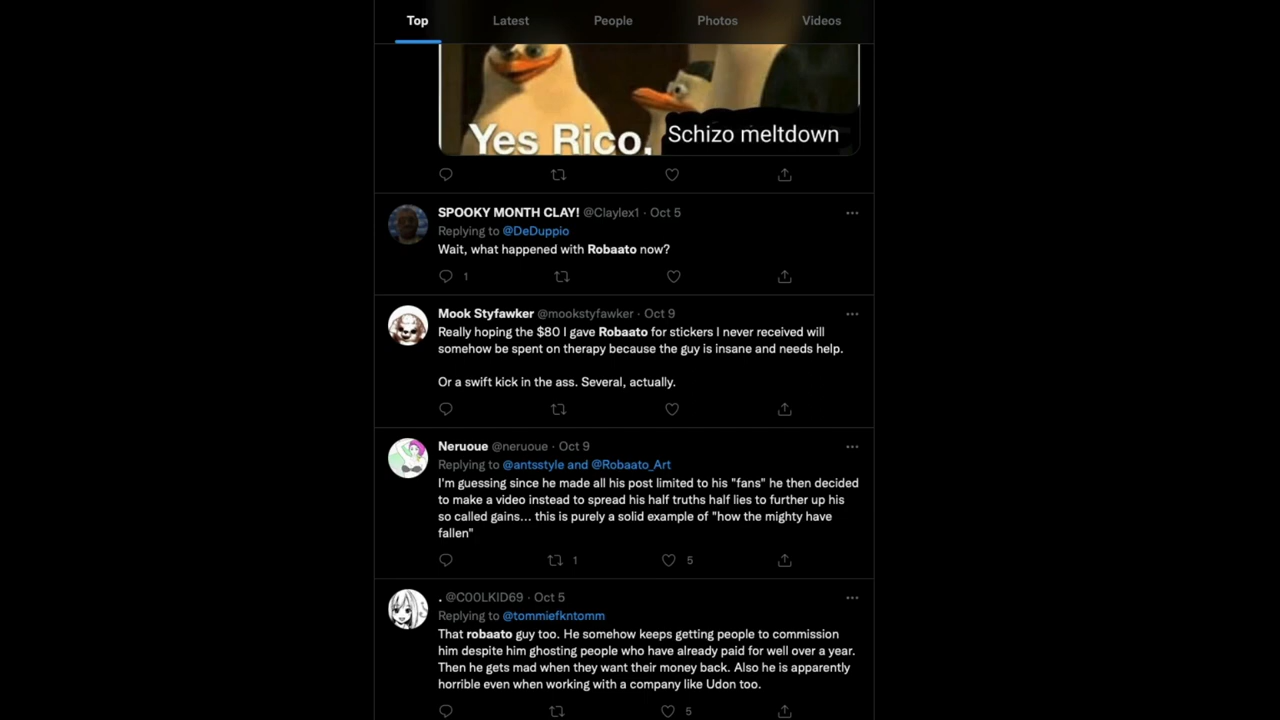 Top Latest People Photos Videos
Yes Rico, Schizo meltdown
SPOOKY MONTH CLAY! @Claylex1 · Oct 5
Replying to @DeDuppio
Wait, what happened with Robaato now?
1
Mook Styfawker @mookstyfawker · Oct 9
Really hoping the $80 I gave Robaato for stickers I never received will
somehow be spent on therapy because the guy is insane and needs help.
Or a swift kick in the ass. Several, actually.
Neruoue @neruoue · Oct 9
Replying to @antsstyle and @Robaato_Art
I'm guessing since he made all his post limited to his "fans" he then decided
to make a video instead to spread his half truths half lies to further up his
so called gains... this is purely a solid example of "how the mighty have
fallen"
1 5
. @C00LKID69 · Oct 5
Replying to @tommiefkntomm
That robaato guy too. He somehow keeps getting people to commission
him despite him ghosting people who have already paid for well over a year.
Then he gets mad when they want their money back. Also he is apparently
horrible even when working with a company like Udon too.
5